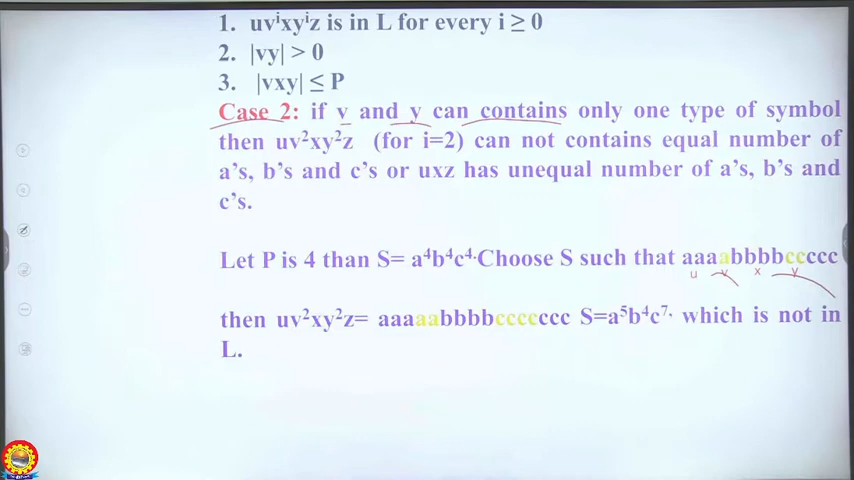 1. uvⁱxyⁱz is in L for every i ≥ 0
2. |vy| > 0
3. |vxy| ≤ P
Case 2: if v and y can contains only one type of symbol
then uv²xy²z (for i=2) can not contains equal number of
a's, b's and c's or uxz has unequal number of a's, b's and
c's.
Let P is 4 than S= a⁴b⁴c⁴. Choose S such that aaaabbbbccccc
u v x y
then uv²xy²z= aaaaabbbbccccccc S=a⁵b⁴c⁷. which is not in
L.